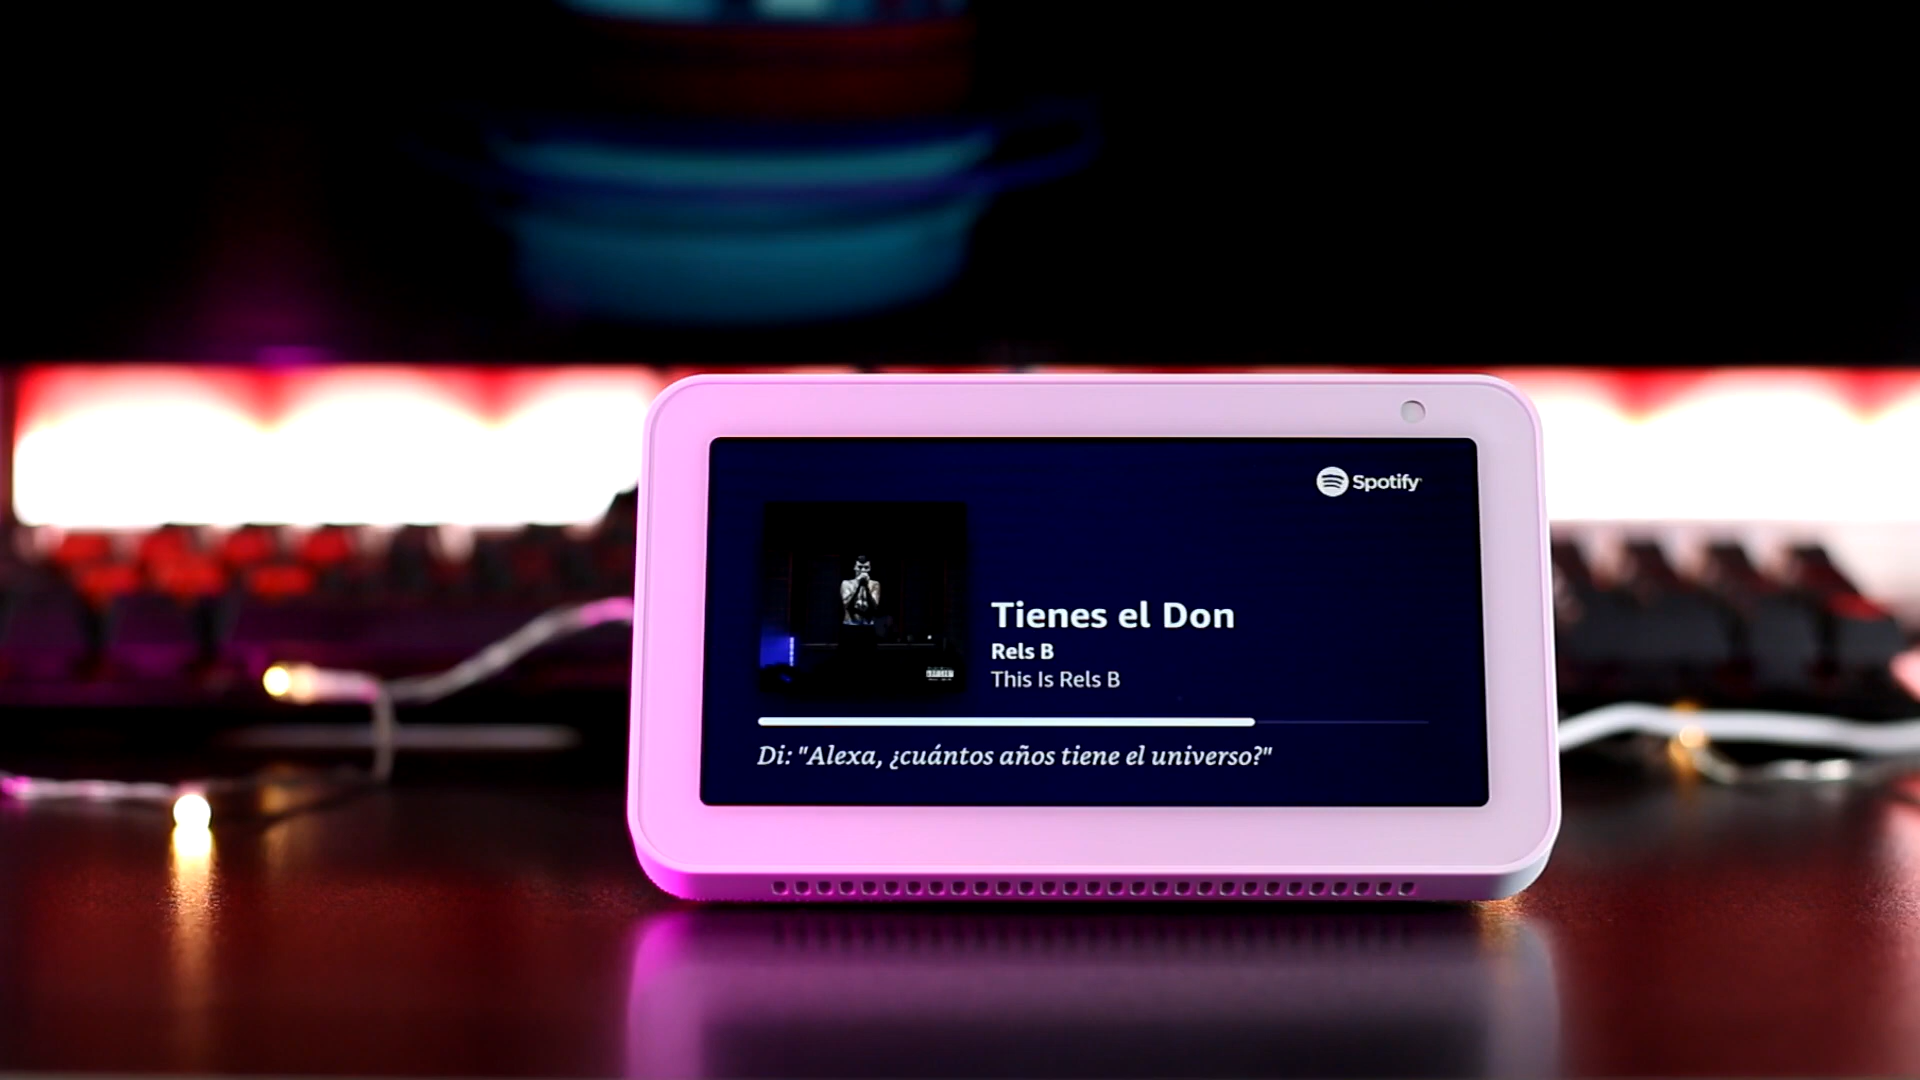 Spotify
Tienes el Don
Rels B
This Is Rels B
Di: "Alexa, ¿cuántos años tiene el universo?"